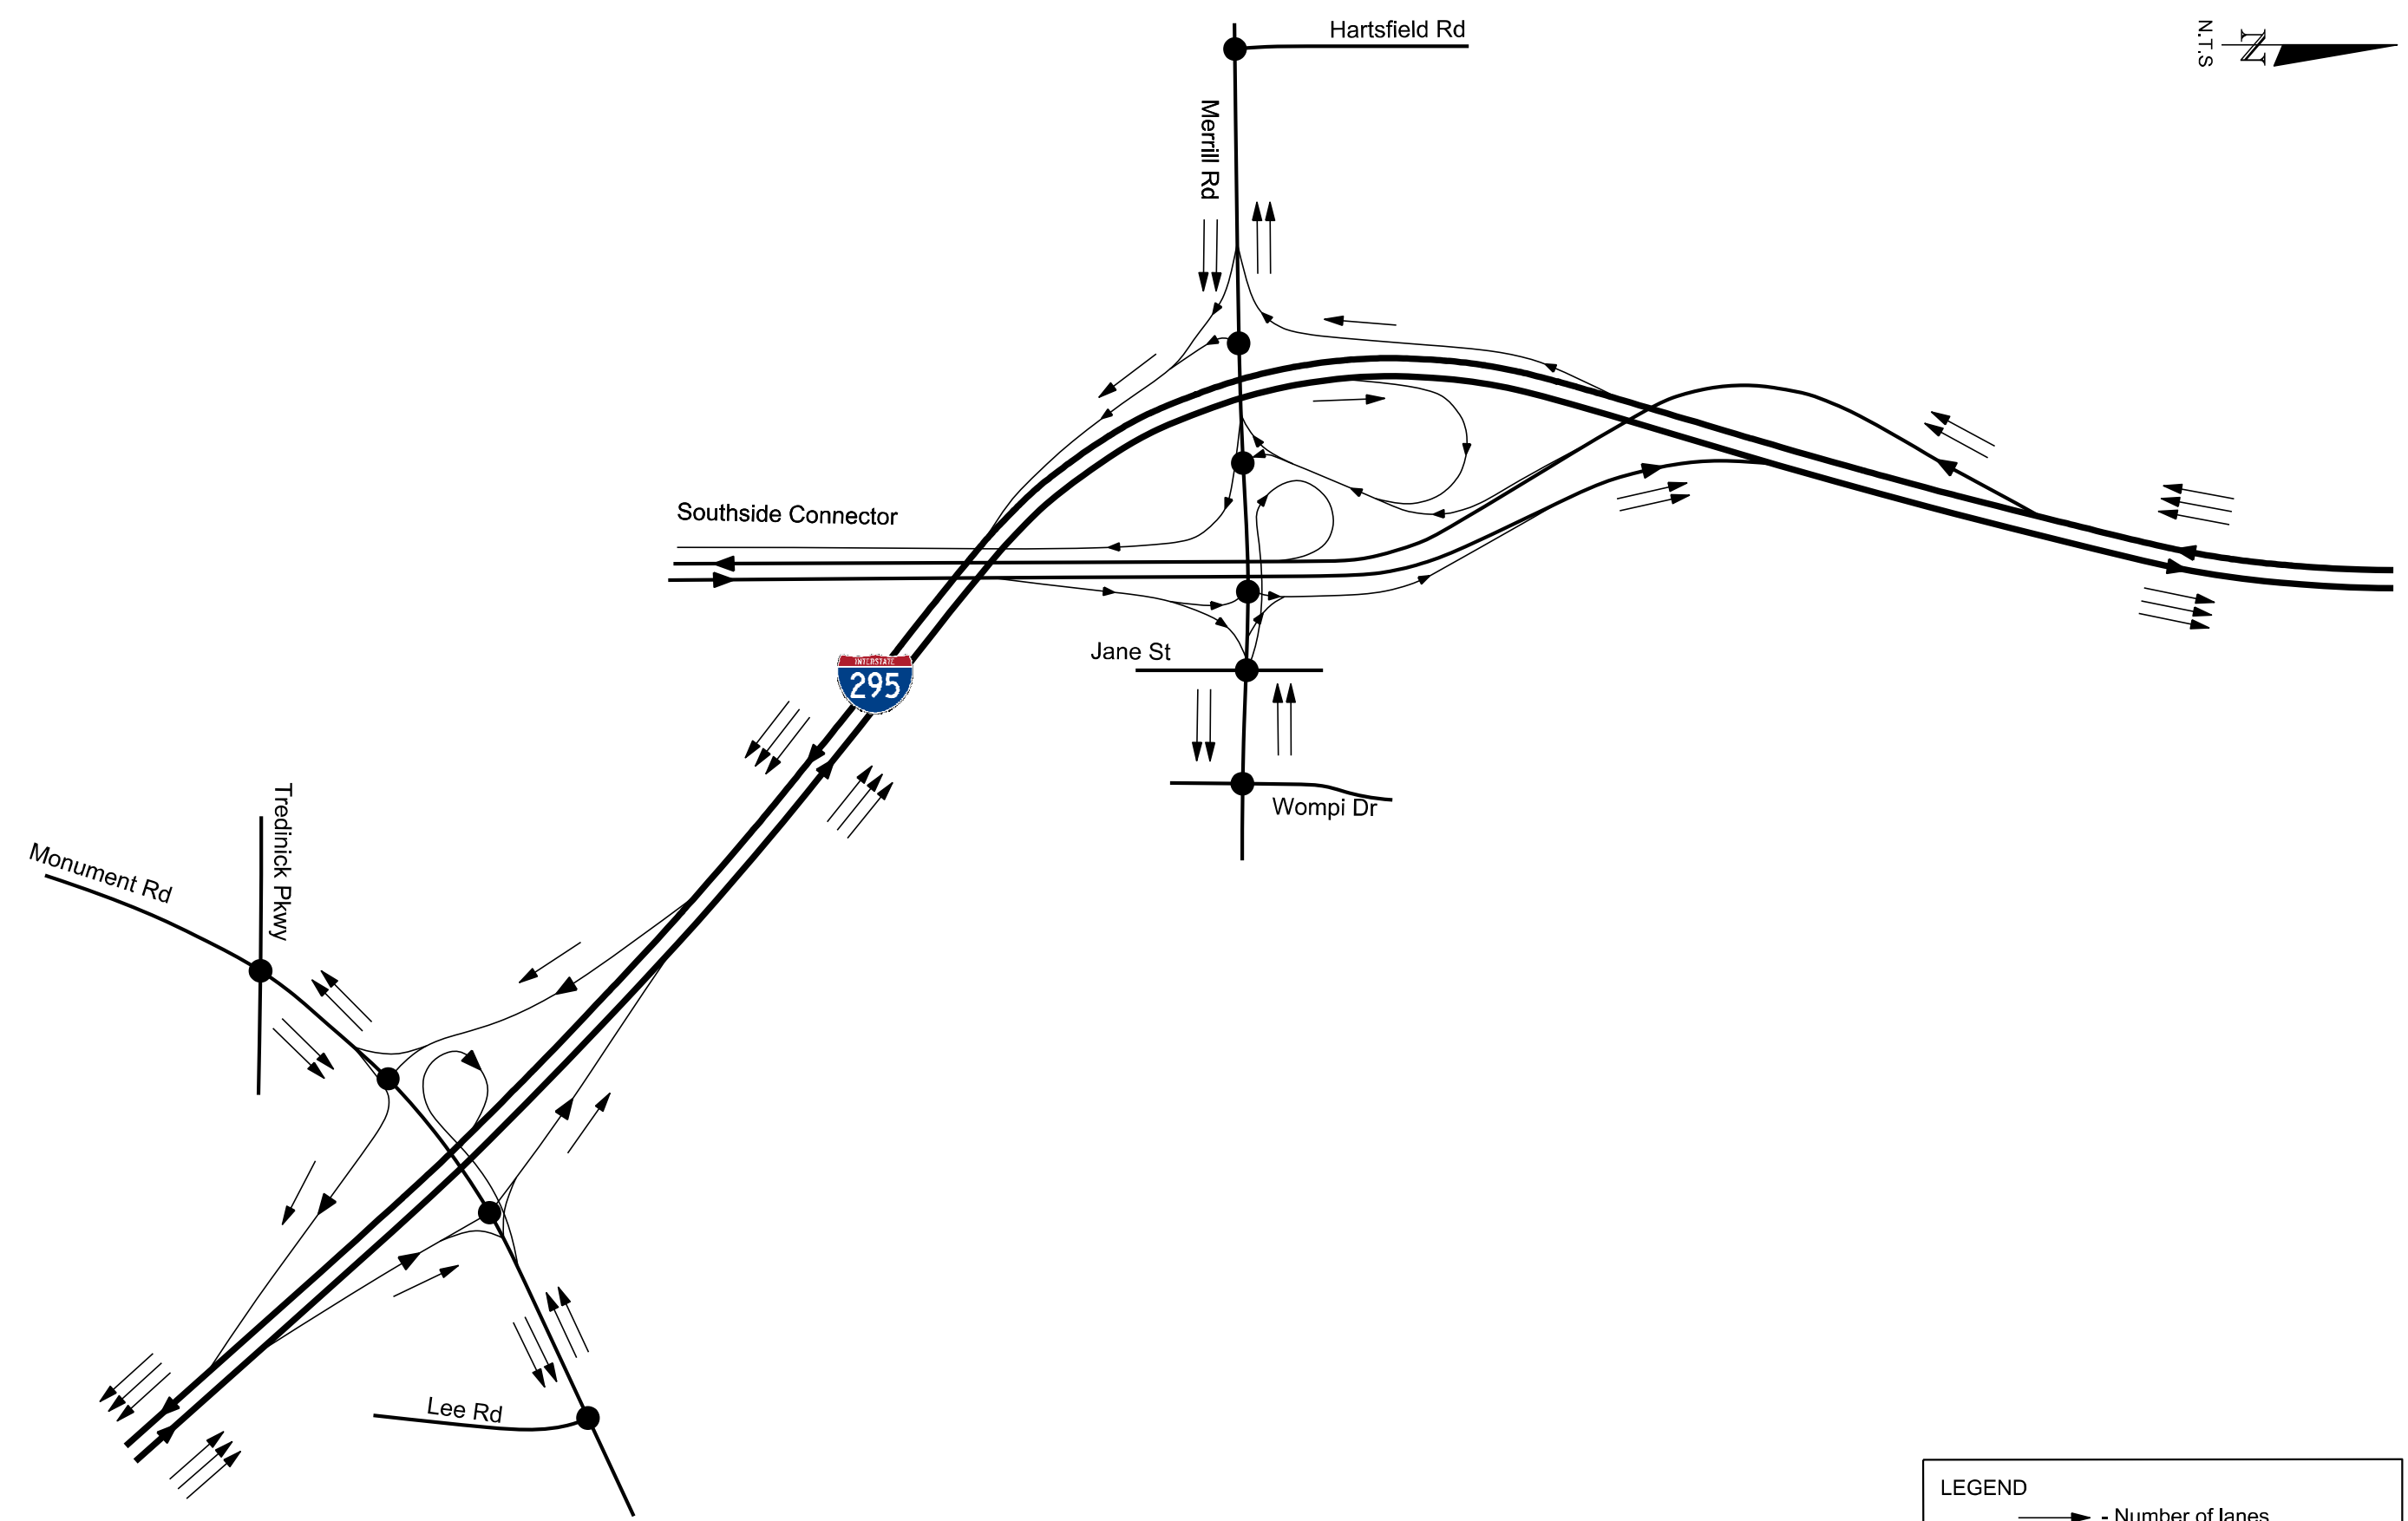 Hartsfield Rd
N.T.S
N
Merrill Rd
Southside Connector
Jane St
INTERSTATE
295
Wompi Dr
Tredinick Pkwy
Monument Rd
Lee Rd
LEGEND
- Number of lanes